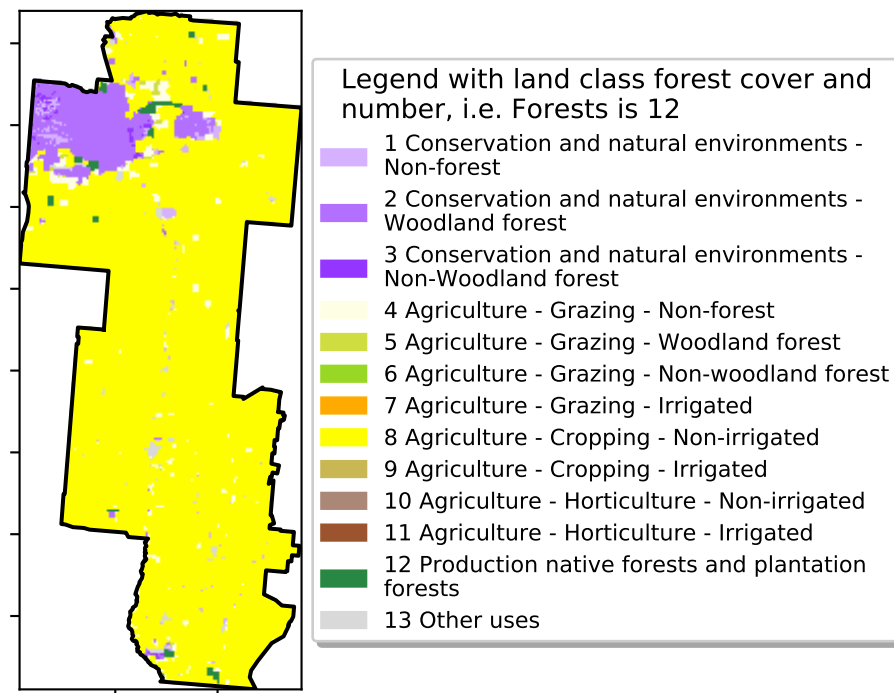 Legend with land class forest cover and
number, i.e. Forests is 12
1 Conservation and natural environments -
Non-forest
2 Conservation and natural environments -
Woodland forest
3 Conservation and natural environments -
Non-Woodland forest
4 Agriculture - Grazing - Non-forest
5 Agriculture - Grazing - Woodland forest
6 Agriculture - Grazing - Non-woodland forest
7 Agriculture - Grazing - Irrigated
8 Agriculture - Cropping - Non-irrigated
9 Agriculture - Cropping - Irrigated
10 Agriculture - Horticulture - Non-irrigated
11 Agriculture - Horticulture - Irrigated
12 Production native forests and plantation
forests
13 Other uses